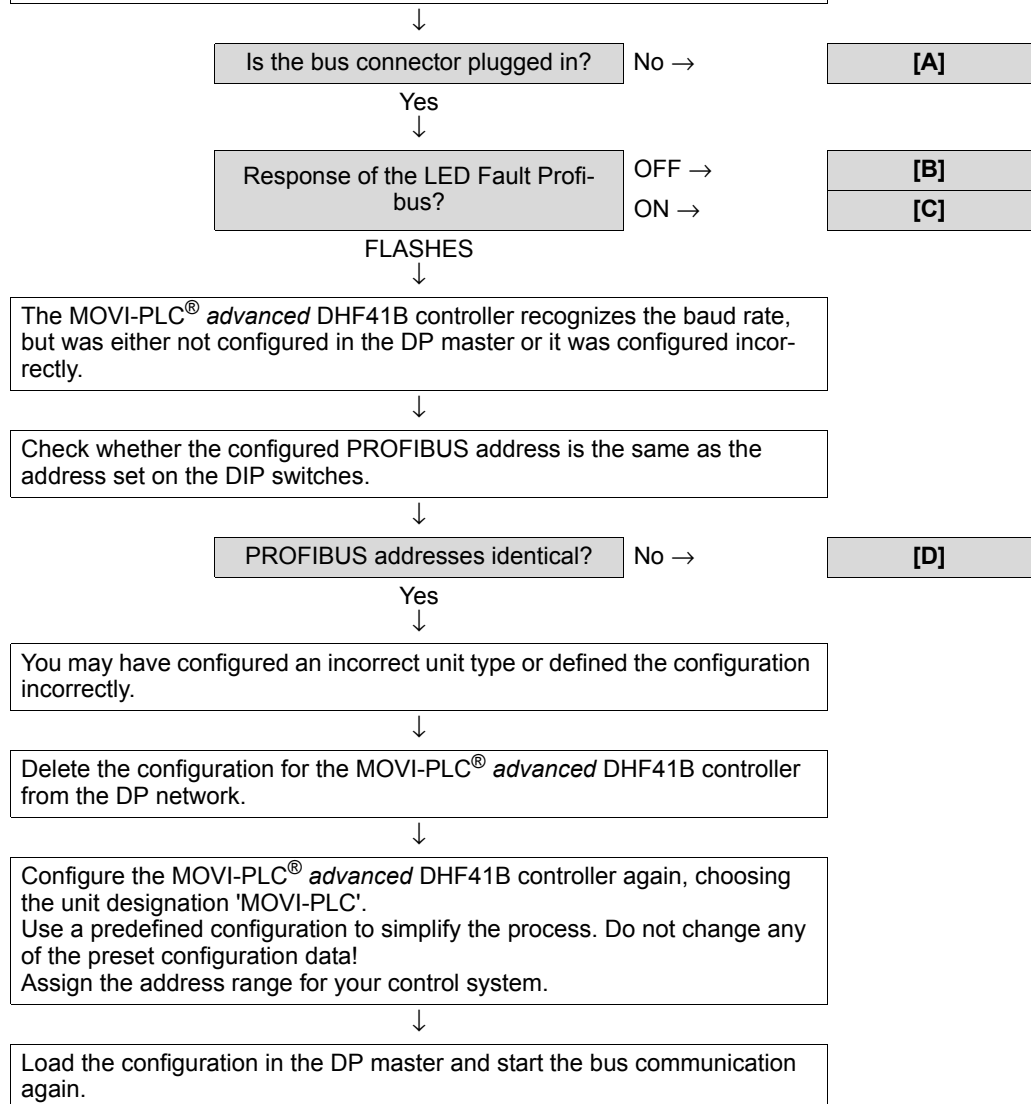 ↓
Is the bus connector plugged in? No → [A]
Yes
↓
Response of the LED Fault Profi-
bus?
OFF → [B]
ON → [C]
FLASHES
↓
The MOVI-PLC® advanced DHF41B controller recognizes the baud rate,
but was either not configured in the DP master or it was configured incor-
rectly.
↓
Check whether the configured PROFIBUS address is the same as the
address set on the DIP switches.
↓
PROFIBUS addresses identical? No → [D]
Yes
↓
You may have configured an incorrect unit type or defined the configuration
incorrectly.
↓
Delete the configuration for the MOVI-PLC® advanced DHF41B controller
from the DP network.
↓
Configure the MOVI-PLC® advanced DHF41B controller again, choosing
the unit designation 'MOVI-PLC'.
Use a predefined configuration to simplify the process. Do not change any
of the preset configuration data!
Assign the address range for your control system.
↓
Load the configuration in the DP master and start the bus communication
again.